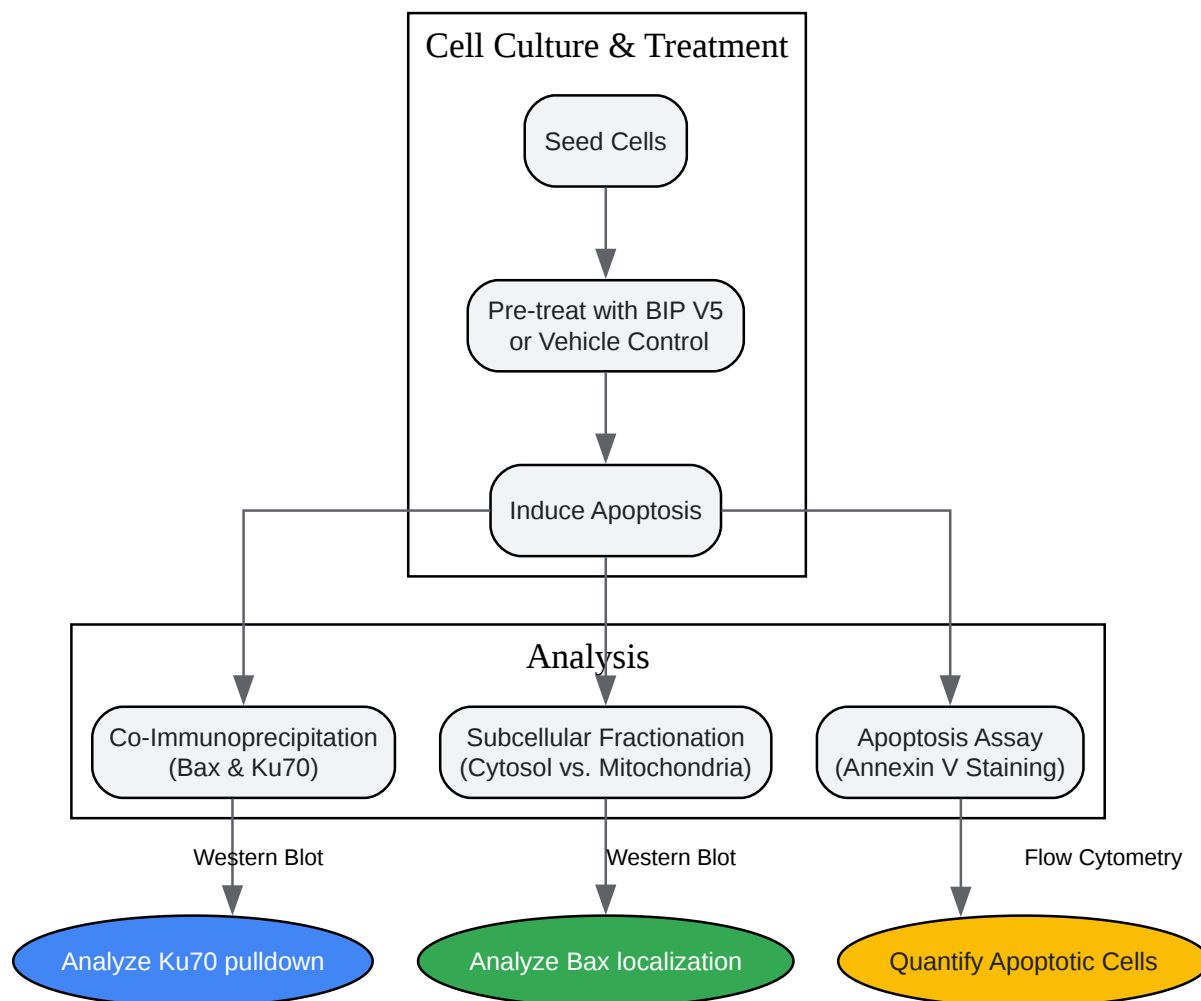 Cell Culture & Treatment
Seed Cells
Pre-treat with BIP V5
or Vehicle Control
Induce Apoptosis
Analysis
Co-Immunoprecipitation
(Bax & Ku70)
Subcellular Fractionation
(Cytosol vs. Mitochondria)
Apoptosis Assay
(Annexin V Staining)
Western Blot
Western Blot
Flow Cytometry
Analyze Ku70 pulldown
Analyze Bax localization
Quantify Apoptotic Cells